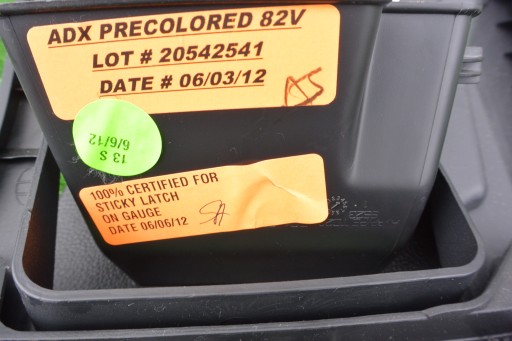 ADX PRECOLORED 82V
LOT # 20542541
DATE # 06/03/12
13 S
6/6/12
100% CERTIFIED FOR
STICKY LATCH
ON GAUGE
DATE 06/06/12